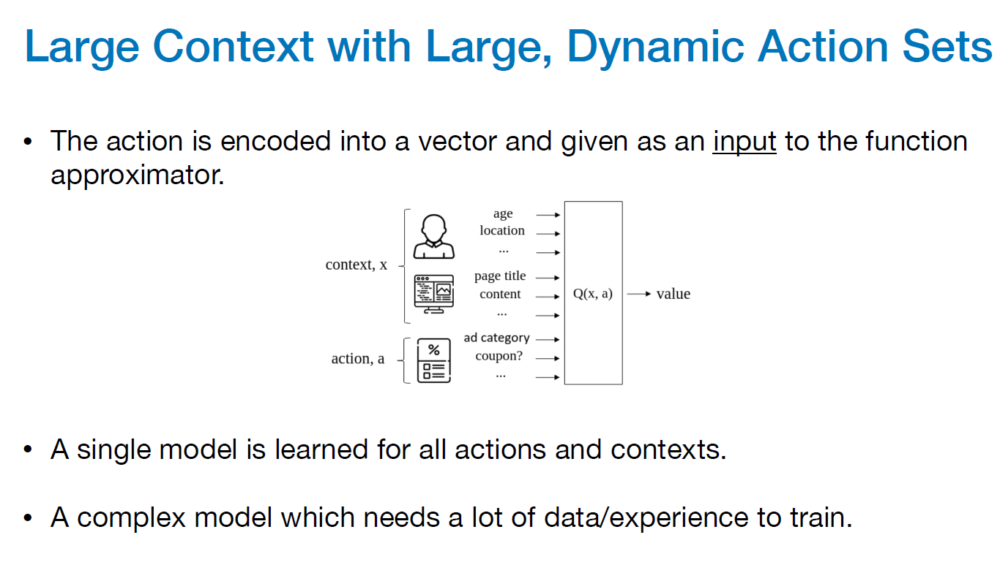 Large Context with Large, Dynamic Action Sets
• The action is encoded into a vector and given as an input to the function
approximator.
context, x
age
location
...
page title
content
...
action, a
%
ad category
coupon?
...
Q(x, a)
value
• A single model is learned for all actions and contexts.
• A complex model which needs a lot of data/experience to train.